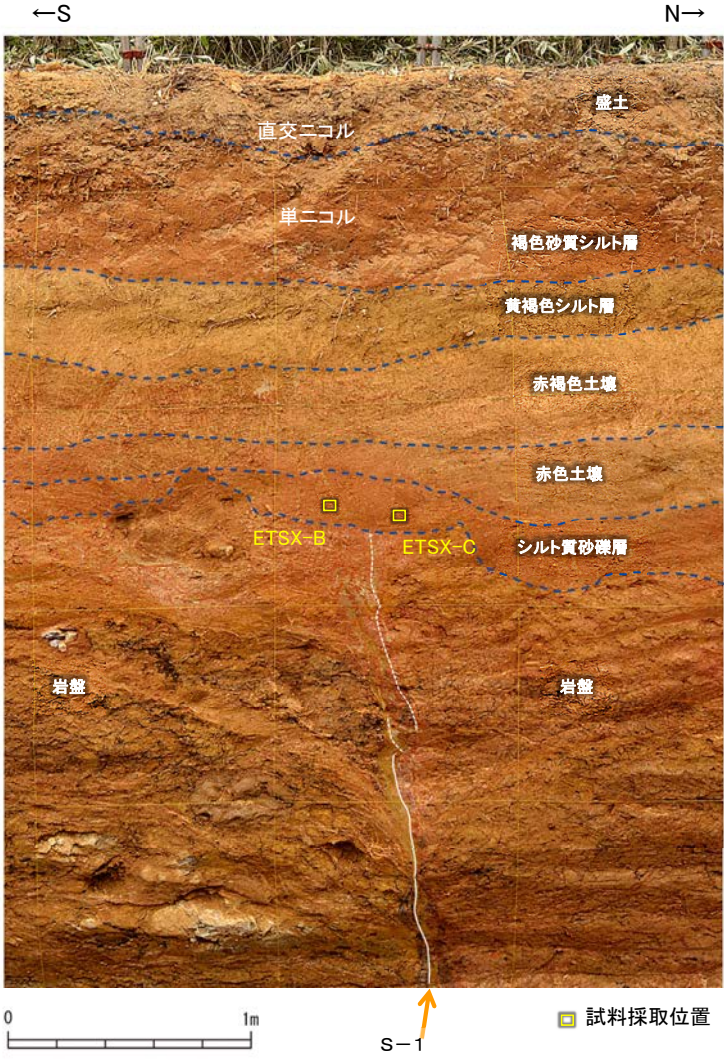 ←S
N→
盛土
直交ニコル
単ニコル
褐色砂質シルト層
黄褐色シルト層
赤褐色土壌
赤色土壌
ETSX-B
ETSX-C
シルト質砂礫層
岩盤
岩盤
0
1m
試料採取位置
S－1